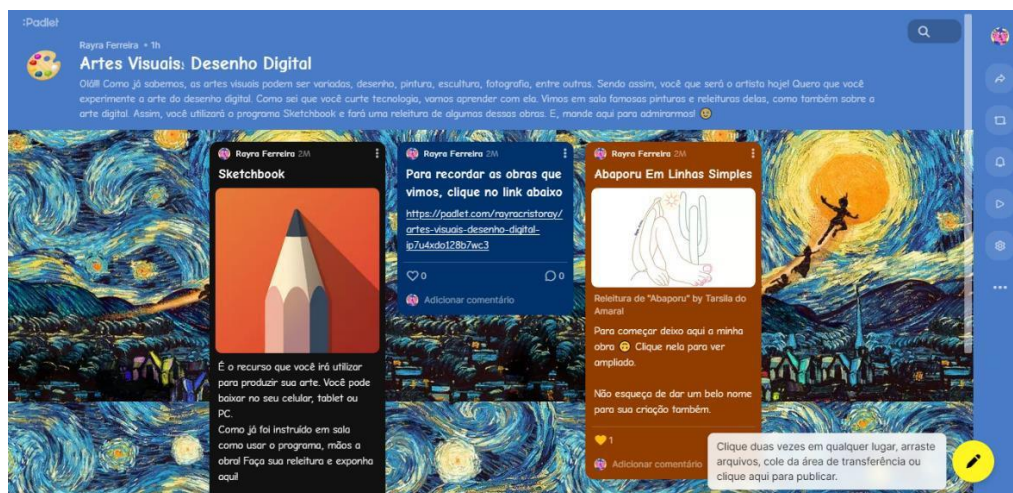 :Padlet
Rayra Ferreira • 1h
Artes Visuais: Desenho Digital
Olá!! Como já sabemos, as artes visuais podem ser variadas, desenho, pintura, escultura, fotografia, entre outras. Sendo assim, você que será o artista hoje! Quero que você
experimente a arte do desenho digital. Como sei que você curte tecnologia, vamos aprender com ela. Vimos em sala famosas pinturas e releituras delas, como também sobre a
arte digital. Assim, você utilizará o programa Sketchbook e fará uma releitura de algumas dessas obras. E, mande aqui para admirarmos! 😉
Rayra Ferreira 2M
Sketchbook
É o recurso que você irá utilizar
para produzir sua arte. Você pode
baixar no seu celular, tablet ou
PC.
Como já foi instruído em sala
como usar o programa, mãos a
obra! Faça sua releitura e exponha
aqui!
Rayra Ferreira 2M
Para recordar as obras que
vimos, clique no link abaixo
https://padlet.com/rayracristoray/
artes-visuais-desenho-digital-
ip7u4xdo128b7wc3
0
0
Adicionar comentário
Rayra Ferreira 2M
Abaporu Em Linhas Simples
Releitura de "Abaporu" by Tarsila do
Amaral
Para começar deixo aqui a minha
obra 🙃 Clique nela para ver
ampliado.
Não esqueça de dar um belo nome
para sua criação também.
1
Adicionar comentário
Clique duas vezes em qualquer lugar, arraste
arquivos, cole da área de transferência ou
clique aqui para publicar.